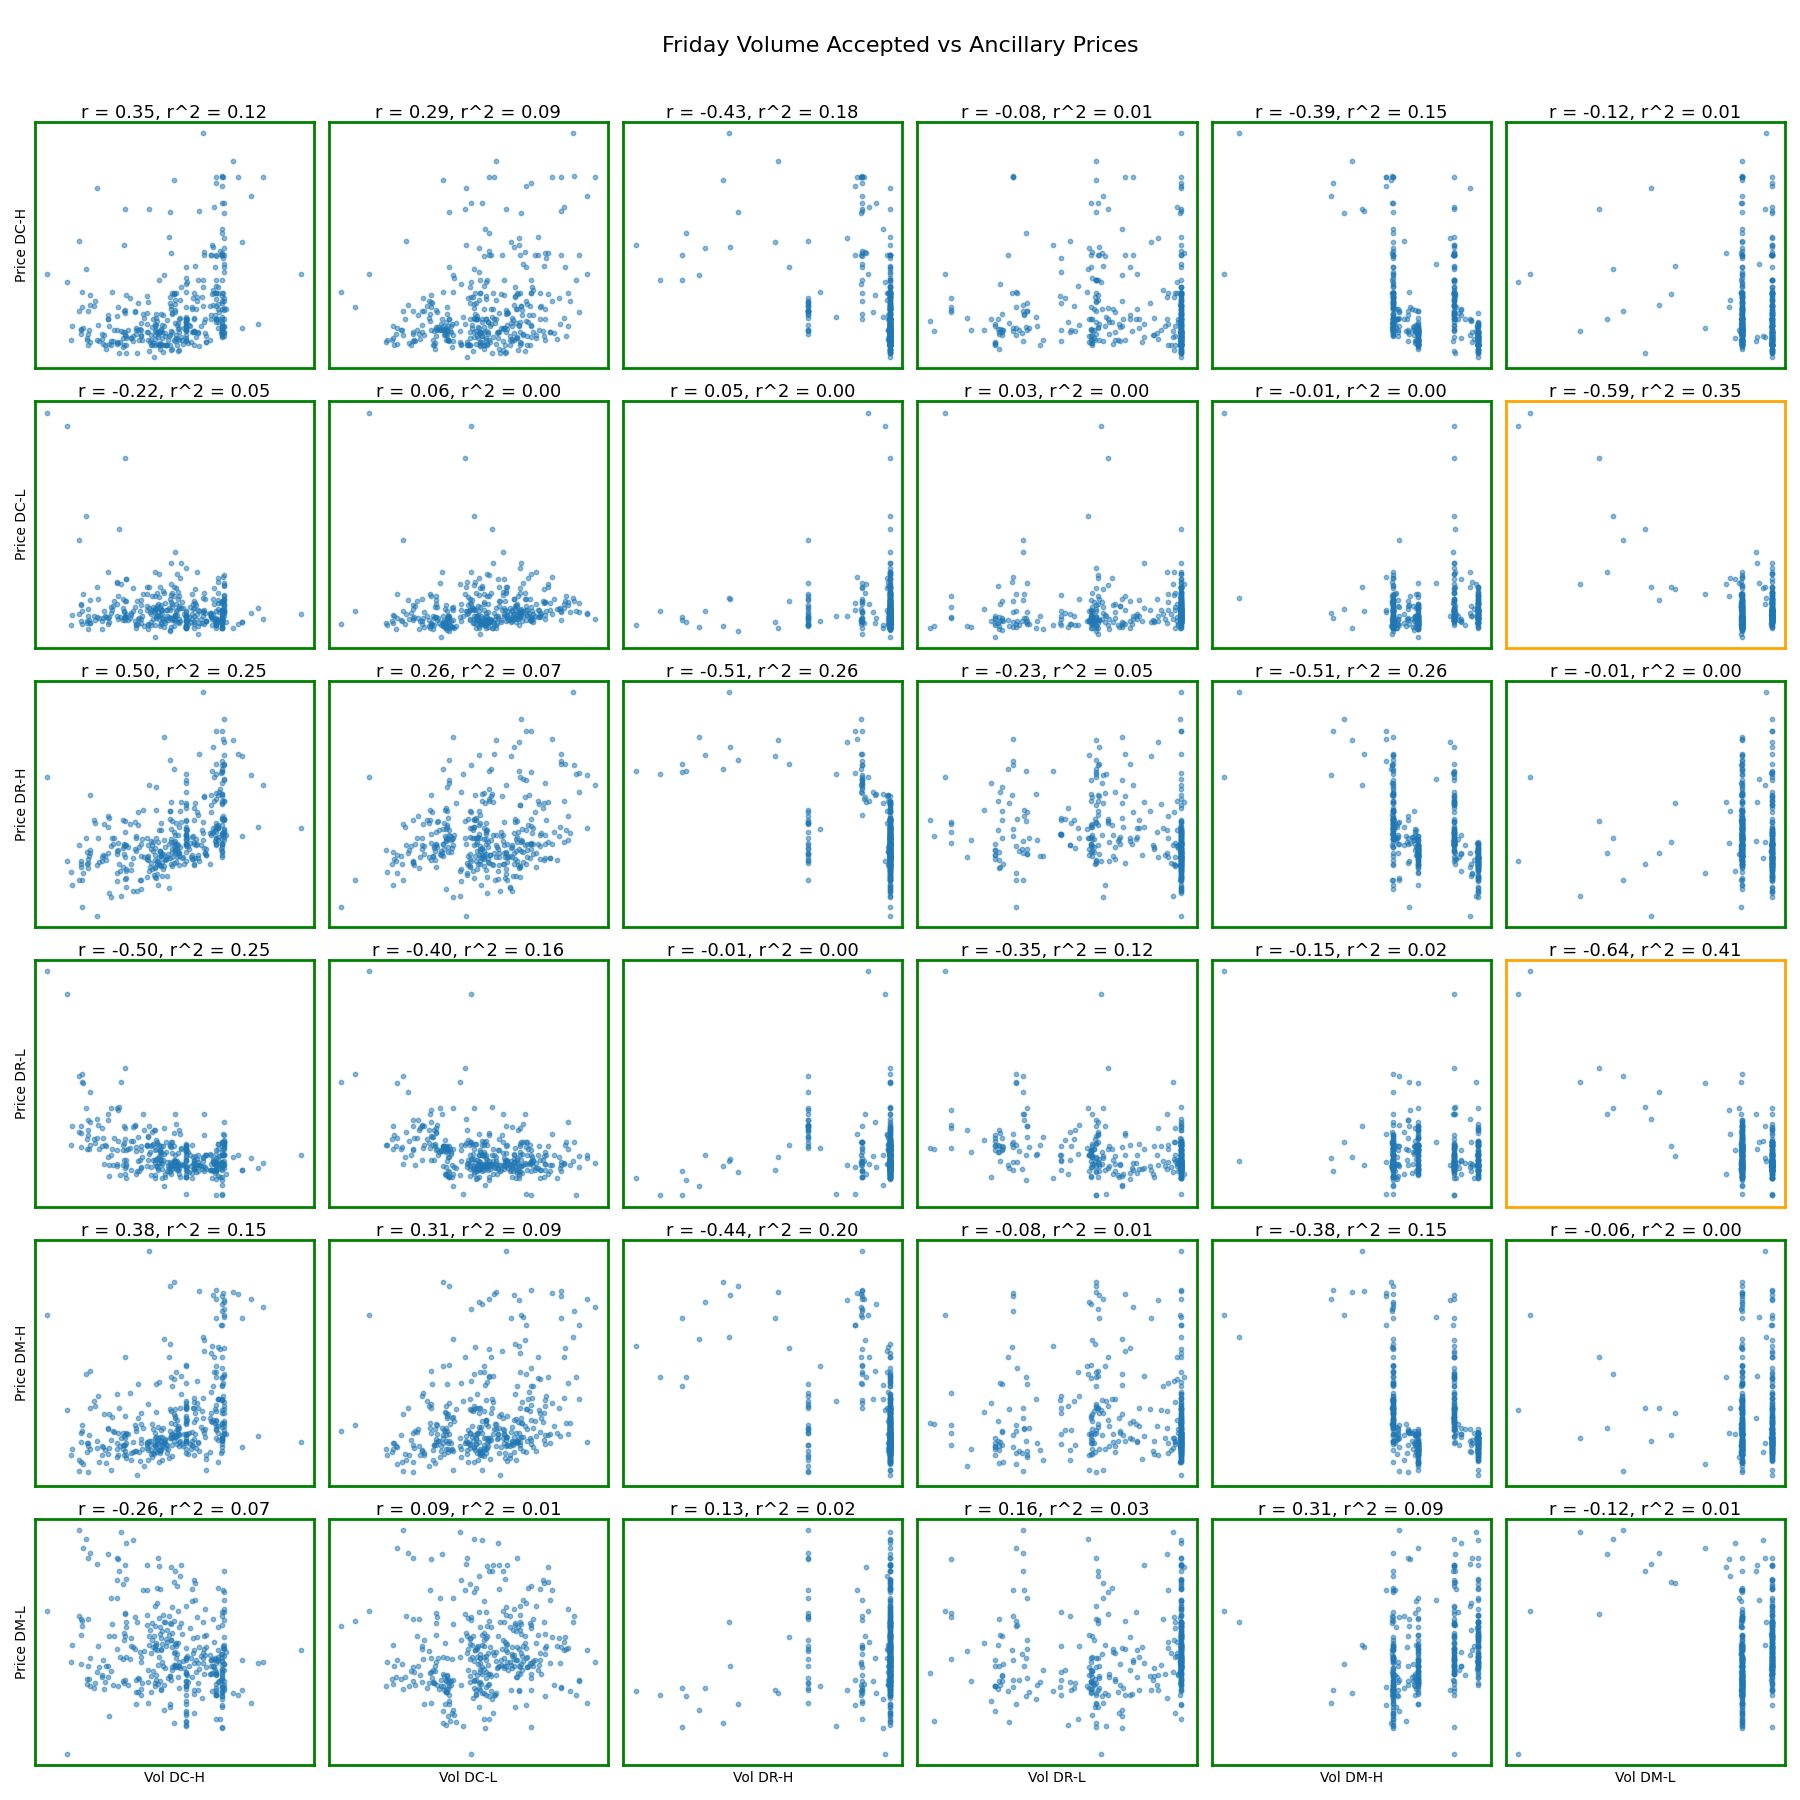 Friday Volume Accepted vs Ancillary Prices
r = 0.35, r^2 = 0.12
r = 0.29, r^2 = 0.09
r = -0.43, r^2 = 0.18
r = -0.08, r^2 = 0.01
r = -0.39, r^2 = 0.15
r = -0.12, r^2 = 0.01
Price DC-H
r = -0.22, r^2 = 0.05
r = 0.06, r^2 = 0.00
r = 0.05, r^2 = 0.00
r = 0.03, r^2 = 0.00
r = -0.01, r^2 = 0.00
r = -0.59, r^2 = 0.35
Price DC-L
r = 0.50, r^2 = 0.25
r = 0.26, r^2 = 0.07
r = -0.51, r^2 = 0.26
r = -0.23, r^2 = 0.05
r = -0.51, r^2 = 0.26
r = -0.01, r^2 = 0.00
Price DR-H
r = -0.50, r^2 = 0.25
r = -0.40, r^2 = 0.16
r = -0.01, r^2 = 0.00
r = -0.35, r^2 = 0.12
r = -0.15, r^2 = 0.02
r = -0.64, r^2 = 0.41
Price DR-L
r = 0.38, r^2 = 0.15
r = 0.31, r^2 = 0.09
r = -0.44, r^2 = 0.20
r = -0.08, r^2 = 0.01
r = -0.38, r^2 = 0.15
r = -0.06, r^2 = 0.00
Price DM-H
r = -0.26, r^2 = 0.07
r = 0.09, r^2 = 0.01
r = 0.13, r^2 = 0.02
r = 0.16, r^2 = 0.03
r = 0.31, r^2 = 0.09
r = -0.12, r^2 = 0.01
Price DM-L
Vol DC-H
Vol DC-L
Vol DR-H
Vol DR-L
Vol DM-H
Vol DM-L